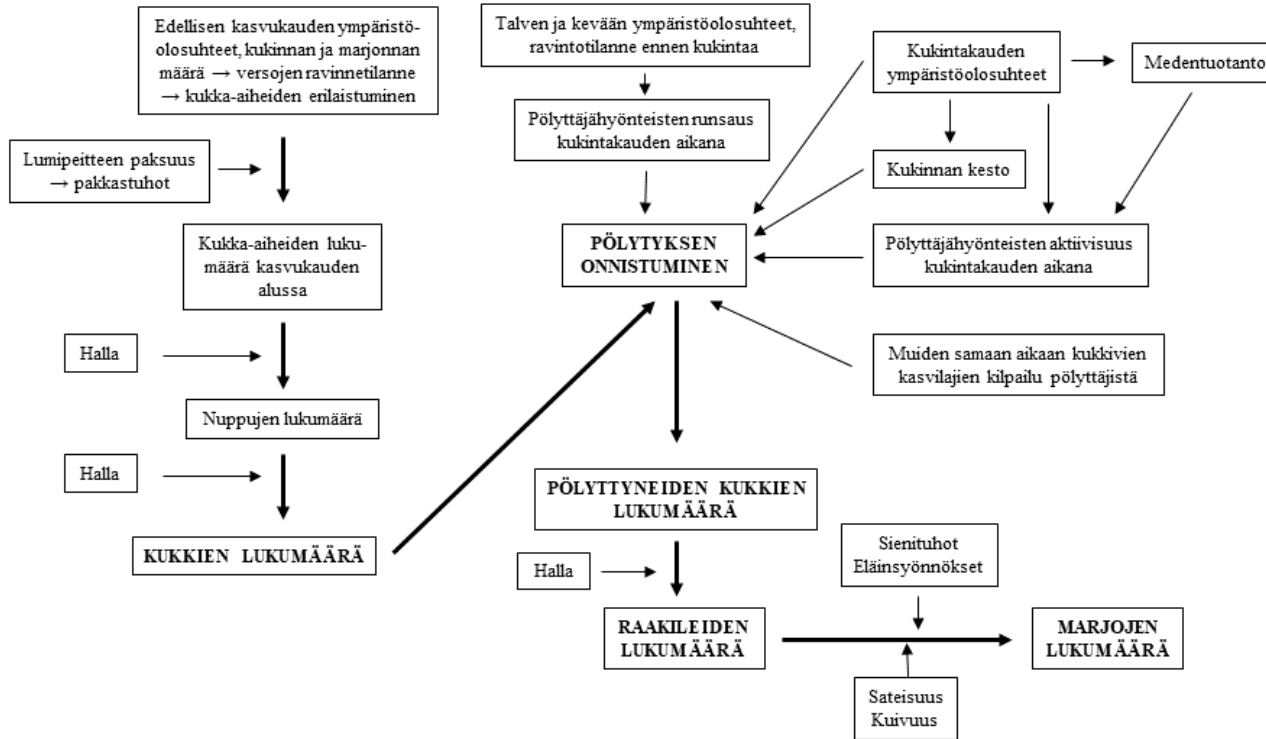 Edellisen kasvukauden ympäristö-
olosuhteet, kukinnan ja marjonnan
määrä → versojen ravinnetilanne
→ kukka-aiheiden erilaistuminen
Lumipeitteen paksuus
→ pakkastuhot
Kukka-aiheiden luku-
määrä kasvukauden
alussa
Halla
Nuppujen lukumäärä
Halla
KUKKIEN LUKUMÄÄRÄ
Talven ja kevään ympäristöolosuhteet,
ravintotilanne ennen kukintaa
Pölyttäjähyönteisten runsaus
kukintakauden aikana
Kukintakauden
ympäristöolosuhteet
Medentuotanto
Kukinnan kesto
PÖLYTYKSEN
ONNISTUMINEN
Pölyttäjähyönteisten aktiivisuus
kukintakauden aikana
Muiden samaan aikaan kukkivien
kasvilajien kilpailu pölyttäjistä
PÖLYTTYNEIDEN KUKKIEN
LUKUMÄÄRÄ
Halla
RAAKILEIDEN
LUKUMÄÄRÄ
Sienituhot
Eläinsyönnökset
Sateisuus
Kuivuus
MARJOJEN
LUKUMÄÄRÄ